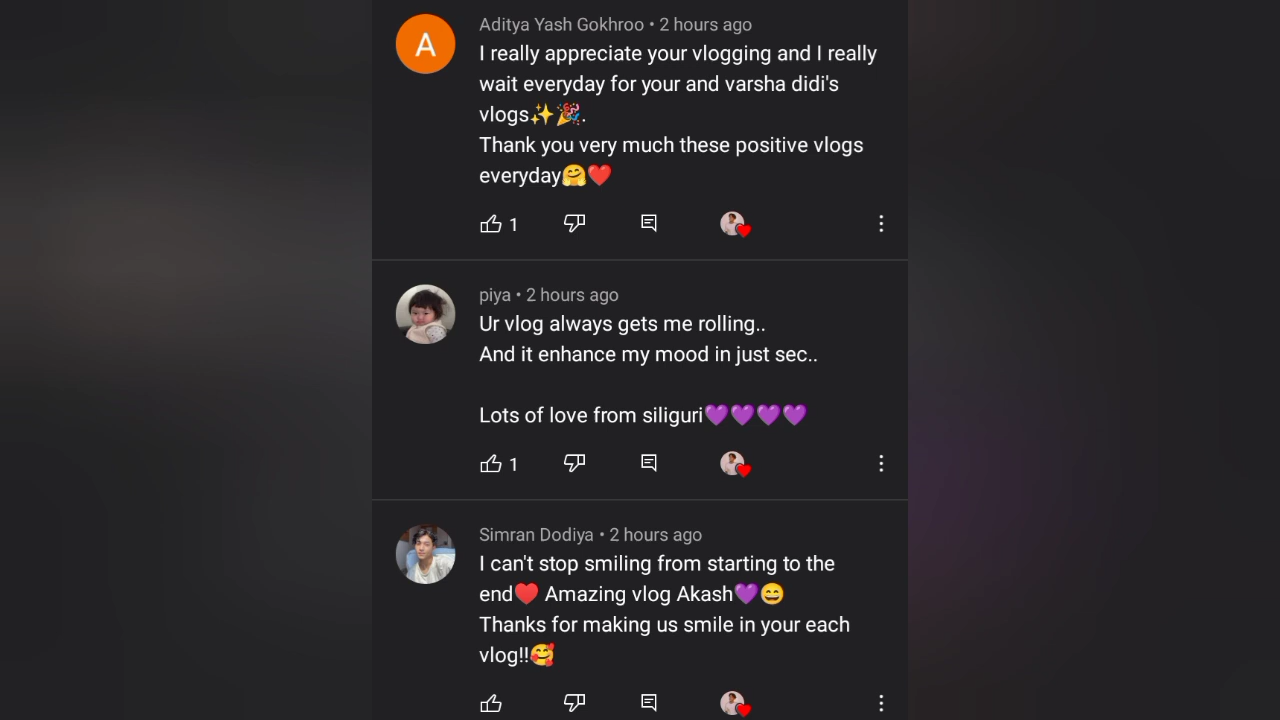 A
Aditya Yash Gokhroo • 2 hours ago
I really appreciate your vlogging and I really
wait everyday for your and varsha didi's
vlogs✨🎉.
Thank you very much these positive vlogs
everyday🤗❤️
1
piya • 2 hours ago
Ur vlog always gets me rolling..
And it enhance my mood in just sec..
Lots of love from siliguri💜💜💜💜
1
Simran Dodiya • 2 hours ago
I can't stop smiling from starting to the
end♥️ Amazing vlog Akash💜😄
Thanks for making us smile in your each
vlog!!🥰